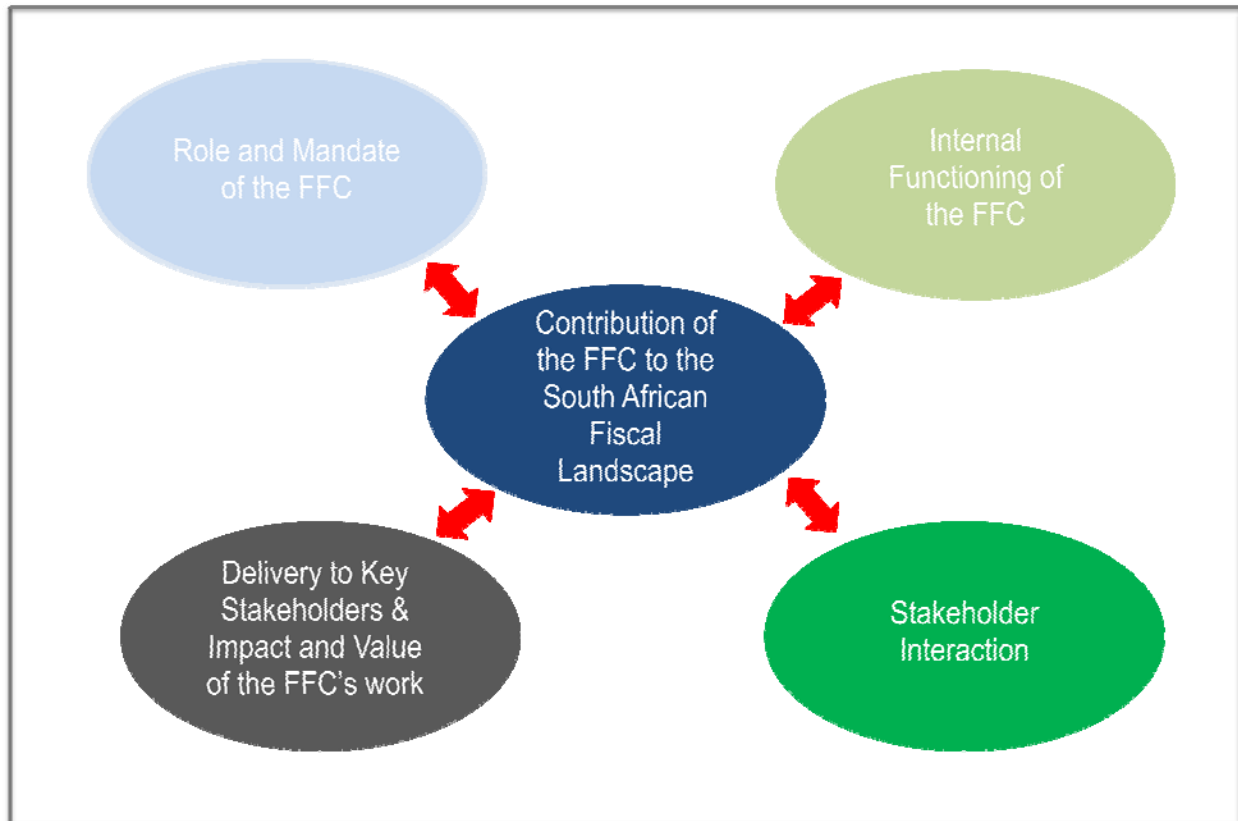 Role and Mandate
of the FFC
Internal
Functioning of
the FFC
Contribution of
the FFC to the
South African
Fiscal
Landscape
Delivery to Key
Stakeholders &
Impact and Value
of the FFC's work
Stakeholder
Interaction